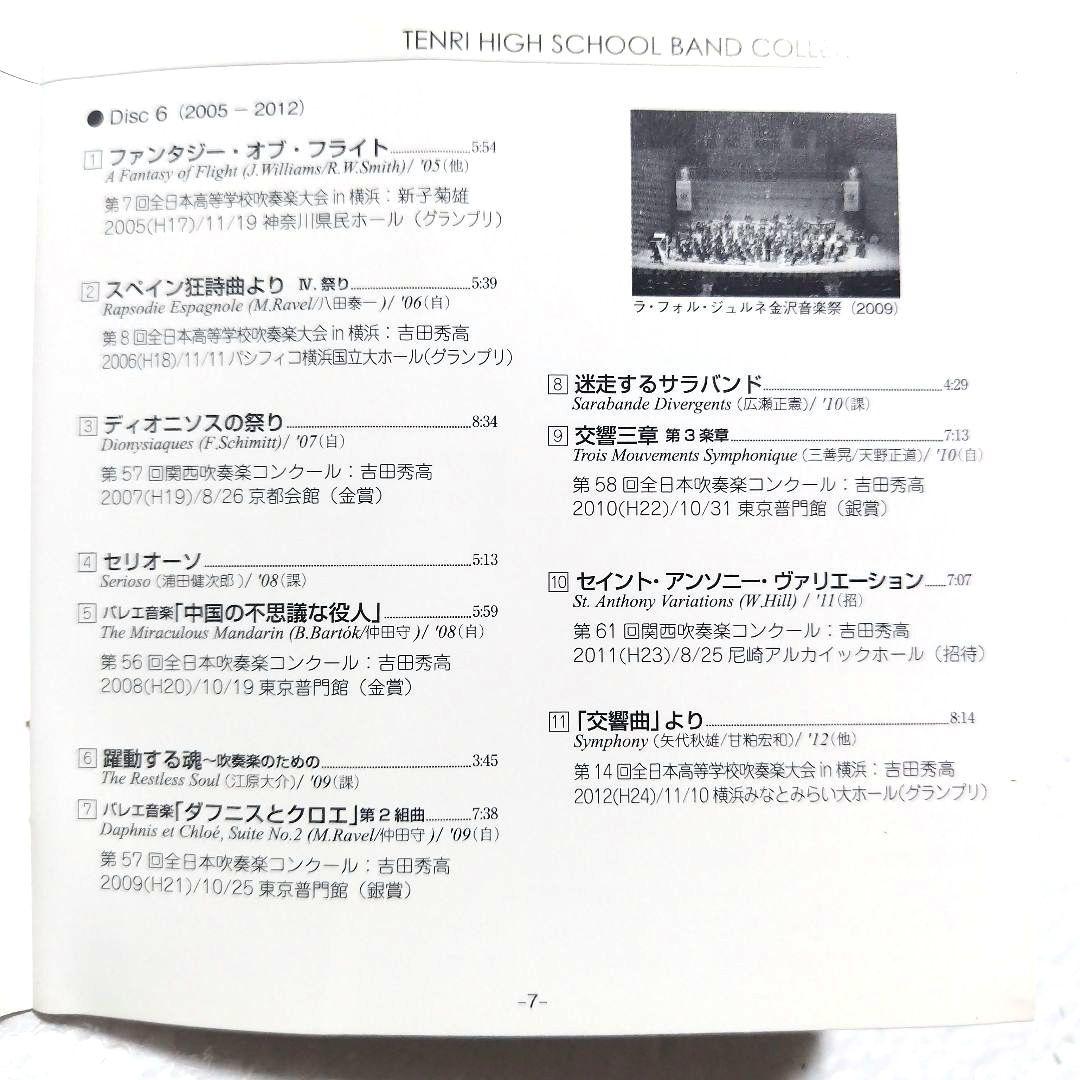 TENRI HIGH SCHOOL BAND
● Disc 6 (2005 － 2012)
1 ファンタジー・オブ・フライト 5:54
A Fantasy of Flight (J.Williams/R.W.Smith)/ '05(他)
第7回全日本高等学校吹奏楽大会 in 横浜：新子菊雄
2005(H17)/11/19 神奈川県民ホール（グランプリ）
2 スペイン狂詩曲より Ⅳ.祭り 5:39
Rapsodie Espagnole (M.Ravel/八田泰一)/ '06(自)
第8回全日本高等学校吹奏楽大会 in 横浜：吉田秀高
2006(H18)/11/11 パシフィコ横浜国立大ホール(グランプリ)
3 ディオニソスの祭り 8:34
Dionysiaques (F.Schimitt)/ '07(自)
第57回関西吹奏楽コンクール：吉田秀高
2007(H19)/8/26 京都会館（金賞）
4 セリオーソ 5:13
Serioso (浦田健次郎)/ '08(課)
5 バレエ音楽「中国の不思議な役人」 5:59
The Miraculous Mandarin (B.Bartók/仲田守)/ '08(自)
第56回全日本吹奏楽コンクール：吉田秀高
2008(H20)/10/19 東京普門館（金賞）
6 躍動する魂～吹奏楽のための 3:45
The Restless Soul (江原大介)/ '09(課)
7 バレエ音楽「ダフニスとクロエ」第2組曲 7:38
Daphnis et Chloé, Suite No.2 (M.Ravel/仲田守)/ '09(自)
第57回全日本吹奏楽コンクール：吉田秀高
2009(H21)/10/25 東京普門館（銀賞）
ラ・フォル・ジュルネ金沢音楽祭（2009）
8 迷走するサラバンド 4:29
Sarabande Divergents (広瀬正憲)/ '10(課)
9 交響三章 第3楽章 7:13
Trois Mouvements Symphonique (三善晃/天野正道)/ '10(自)
第58回全日本吹奏楽コンクール：吉田秀高
2010(H22)/10/31 東京普門館（銀賞）
10 セイント・アンソニー・ヴァリエーション 7:07
St. Anthony Variations (W.Hill) / '11(招)
第61回関西吹奏楽コンクール：吉田秀高
2011(H23)/8/25 尼崎アルカイックホール（招待）
11 「交響曲」より 8:14
Symphony (矢代秋雄/甘粕宏和)/ '12(他)
第14回全日本高等学校吹奏楽大会 in 横浜：吉田秀高
2012(H24)/11/10 横浜みなとみらい大ホール(グランプリ)
-7-